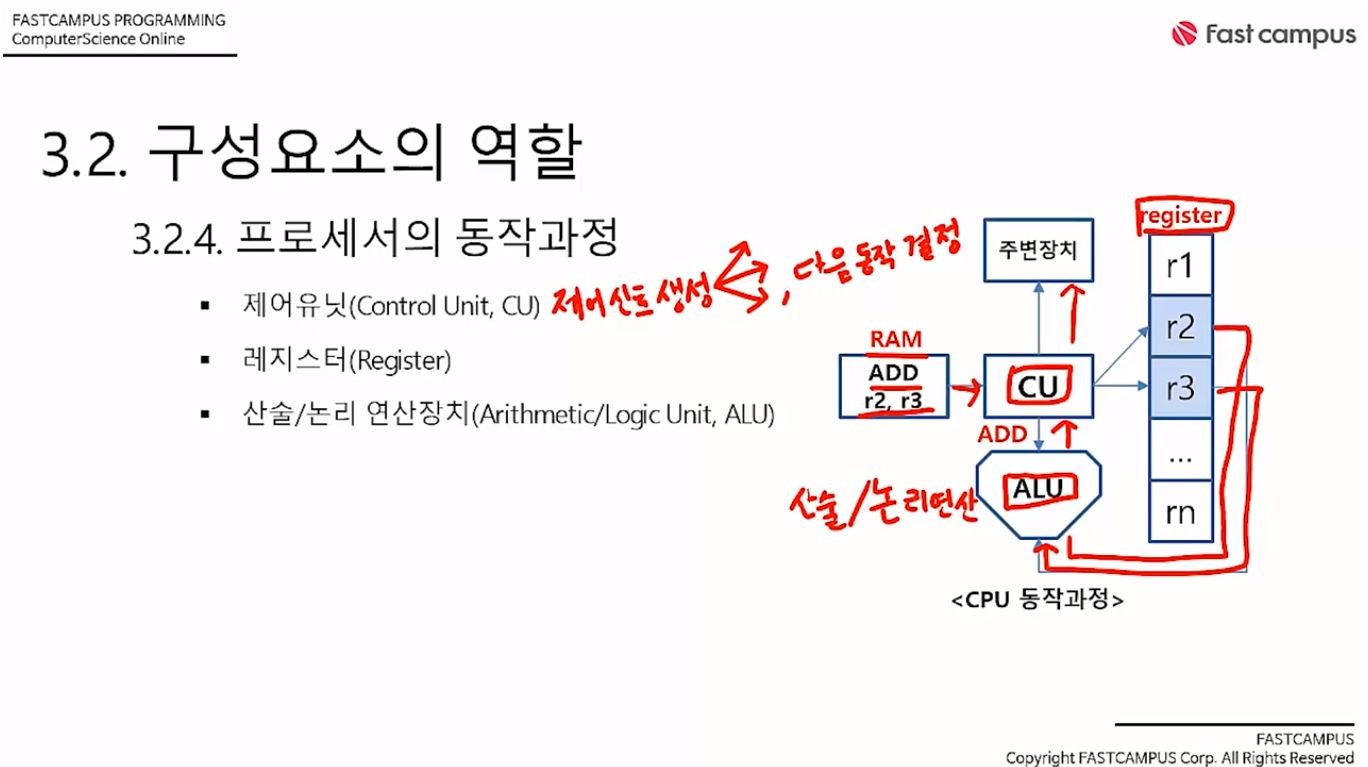 FASTCAMPUS PROGRAMMING
ComputerScience Online
Fast campus
3.2. 구성요소의 역할
3.2.4. 프로세서의 동작과정
▪ 제어유닛(Control Unit, CU) 제어신호 생성, 다음 동작 결정
▪ 레지스터(Register)
▪ 산술/논리 연산장치(Arithmetic/Logic Unit, ALU)
register
주변장치
r1
r2
RAM
ADD
r2, r3
CU
r3
ADD
...
ALU
산술/논리연산
rn
<CPU 동작과정>
FASTCAMPUS
Copyright FASTCAMPUS Corp. All Rights Reserved